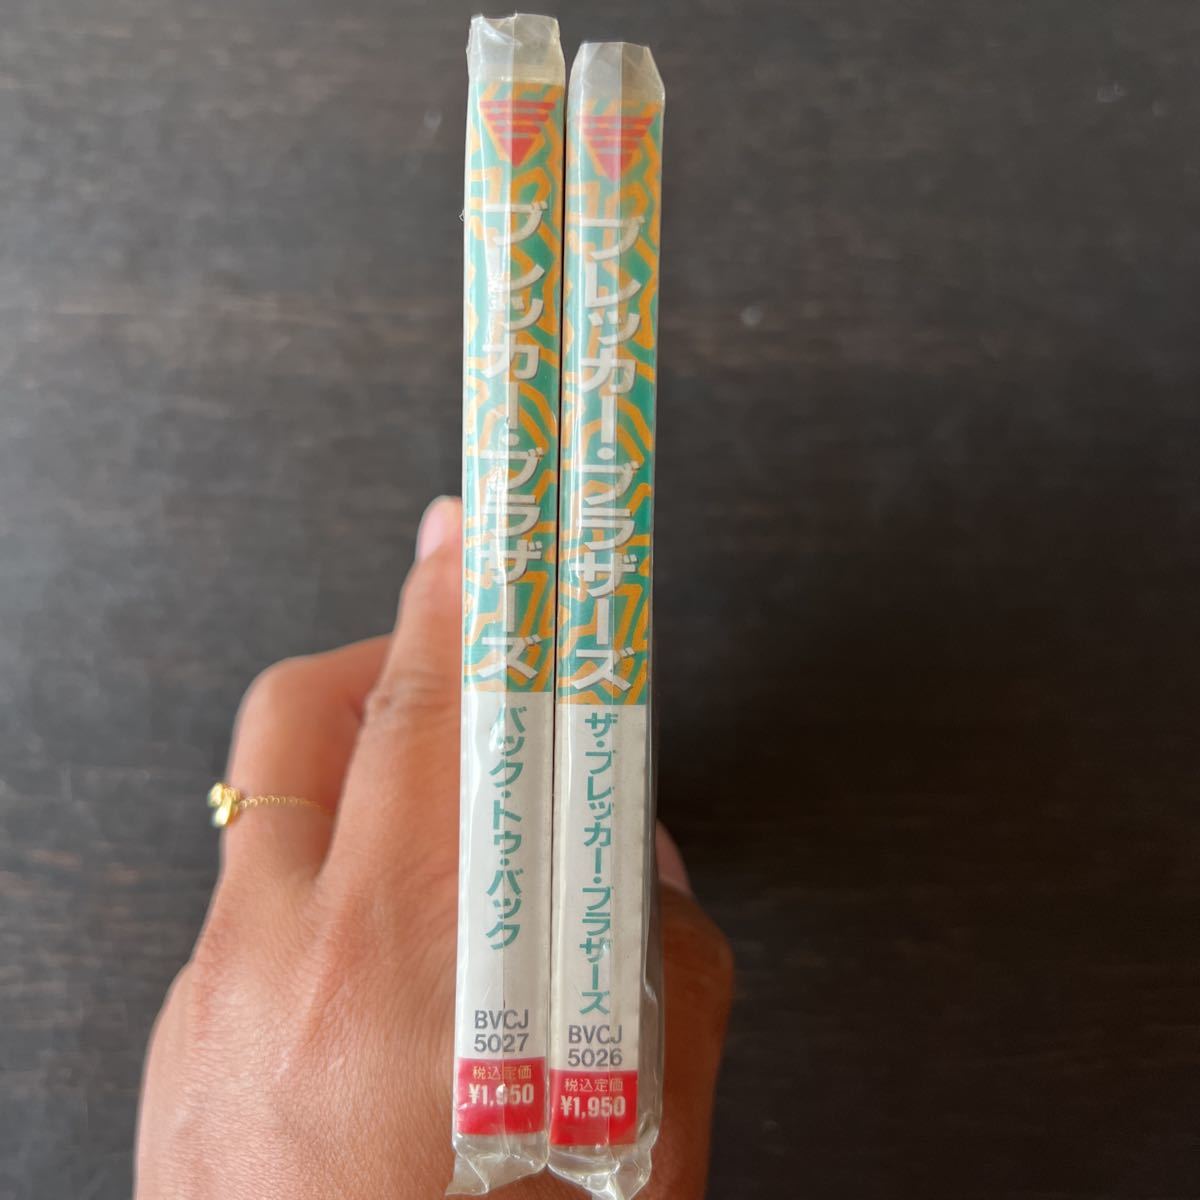 ブレッカー・ブラザーズ
バック・トゥ・バック
BVCJ
5027
税込定価
¥1,950
ブレッカー・ブラザーズ
ザ・ブレッカー・ブラザーズ
BVCJ
5026
税込定価
¥1,950